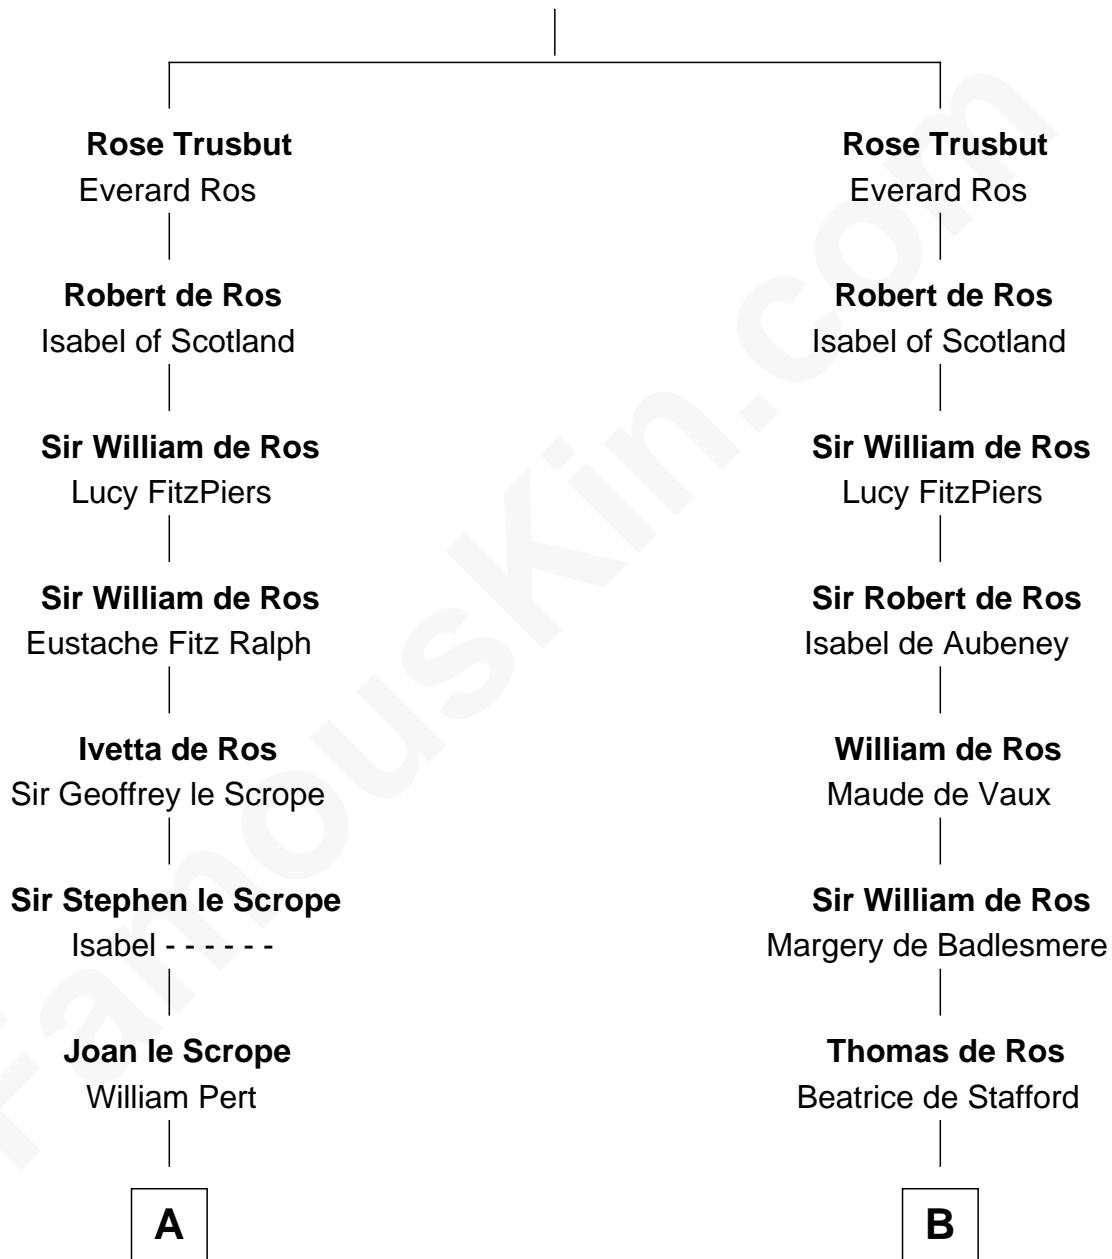 Rose Trusbut
Everard Ros
Robert de Ros
Isabel of Scotland
Sir William de Ros
Lucy FitzPiers
Sir William de Ros
Eustache Fitz Ralph
Ivetta de Ros
Sir Geoffrey le Scrope
Sir Stephen le Scrope
Isabel - - - - - -
Joan le Scrope
William Pert
A
Rose Trusbut
Everard Ros
Robert de Ros
Isabel of Scotland
Sir William de Ros
Lucy FitzPiers
Sir Robert de Ros
Isabel de Aubeney
William de Ros
Maude de Vaux
Sir William de Ros
Margery de Badlesmere
Thomas de Ros
Beatrice de Stafford
B
FamousKin.com